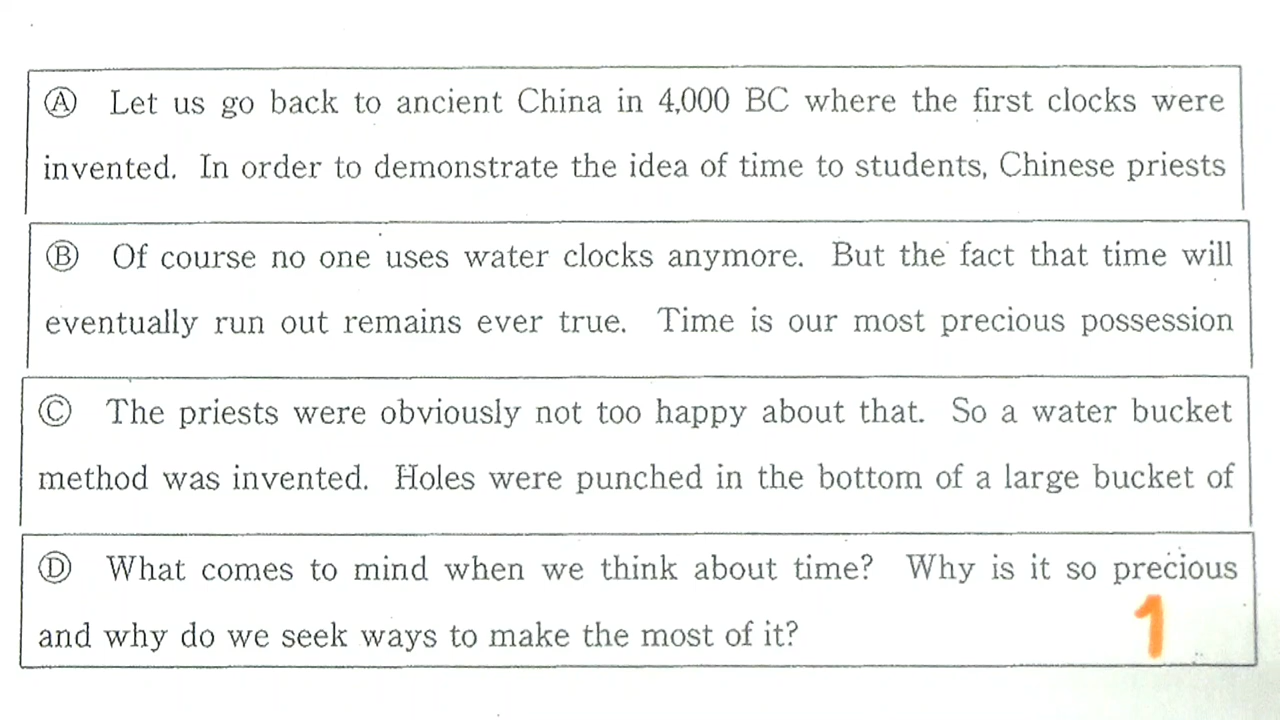 Ⓐ Let us go back to ancient China in 4,000 BC where the first clocks were
invented. In order to demonstrate the idea of time to students, Chinese priests
Ⓑ Of course no one uses water clocks anymore. But the fact that time will
eventually run out remains ever true. Time is our most precious possession
Ⓒ The priests were obviously not too happy about that. So a water bucket
method was invented. Holes were punched in the bottom of a large bucket of
Ⓓ What comes to mind when we think about time? Why is it so precious
and why do we seek ways to make the most of it?
1